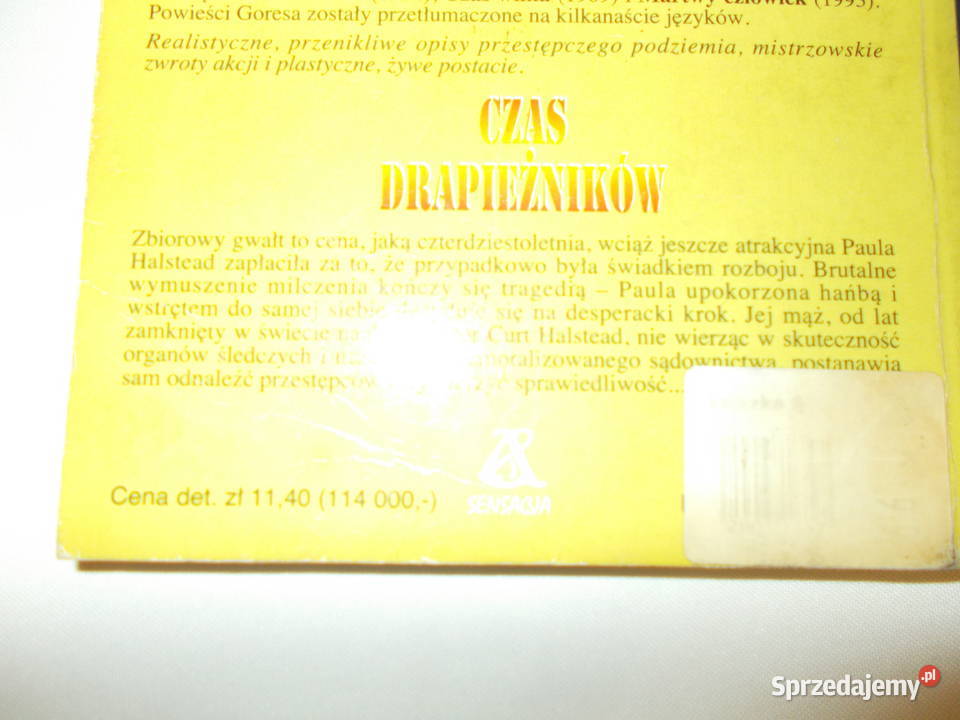 Martwy człowiek (1993).
Powieści Goresa zostały przetłumaczone na kilkanaście języków.
Realistyczne, przenikliwe opisy przestępczego podziemia, mistrzowskie
zwroty akcji i plastyczne, żywe postacie.
CZAS
DRAPIEŻNIKÓW
Zbiorowy gwałt to cena, jaką czterdziestoletnia, wciąż jeszcze atrakcyjna Paula
Halstead zapłaciła za to, że przypadkowo była świadkiem rozboju. Brutalne
wymuszenie milczenia kończy się tragedią – Paula upokorzona hańbą i
wstrętem do samej siebie się na desperacki krok. Jej mąż, od lat
zamknięty w świecie Curt Halstead, nie wierząc w skuteczność
organów śledczych i sądownictwa, postanawia
sam odnaleźć przestępców sprawiedliwość...
Cena det. zł 11,40 (114 000,-)
SENSACJA
Sprzedajemy.pl